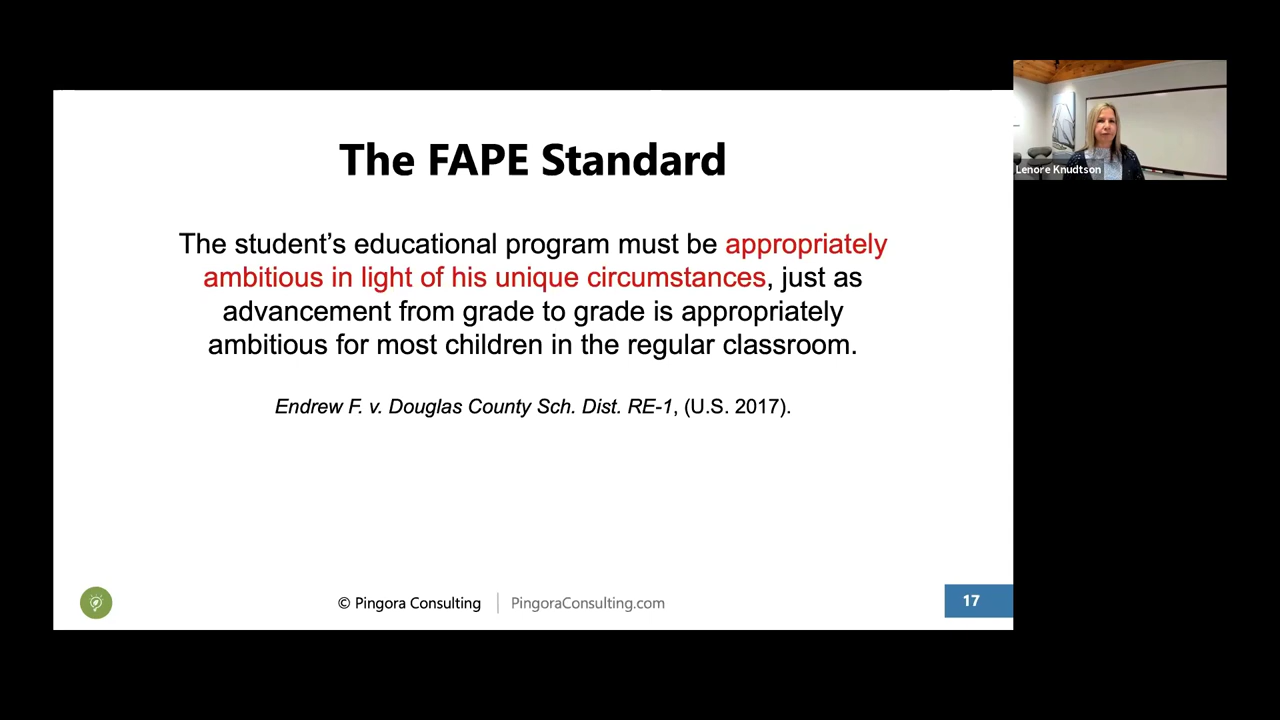 The FAPE Standard
The student’s educational program must be appropriately
ambitious in light of his unique circumstances, just as
advancement from grade to grade is appropriately
ambitious for most children in the regular classroom.
Endrew F. v. Douglas County Sch. Dist. RE-1, (U.S. 2017).
© Pingora Consulting
PingoraConsulting.com
17
Lenore Knudtson